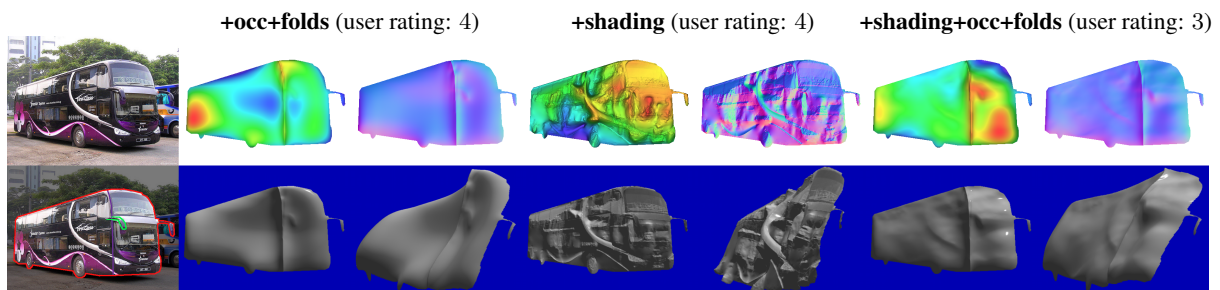 +occ+folds (user rating: 4) +shading (user rating: 4) +shading+occ+folds (user rating: 3)